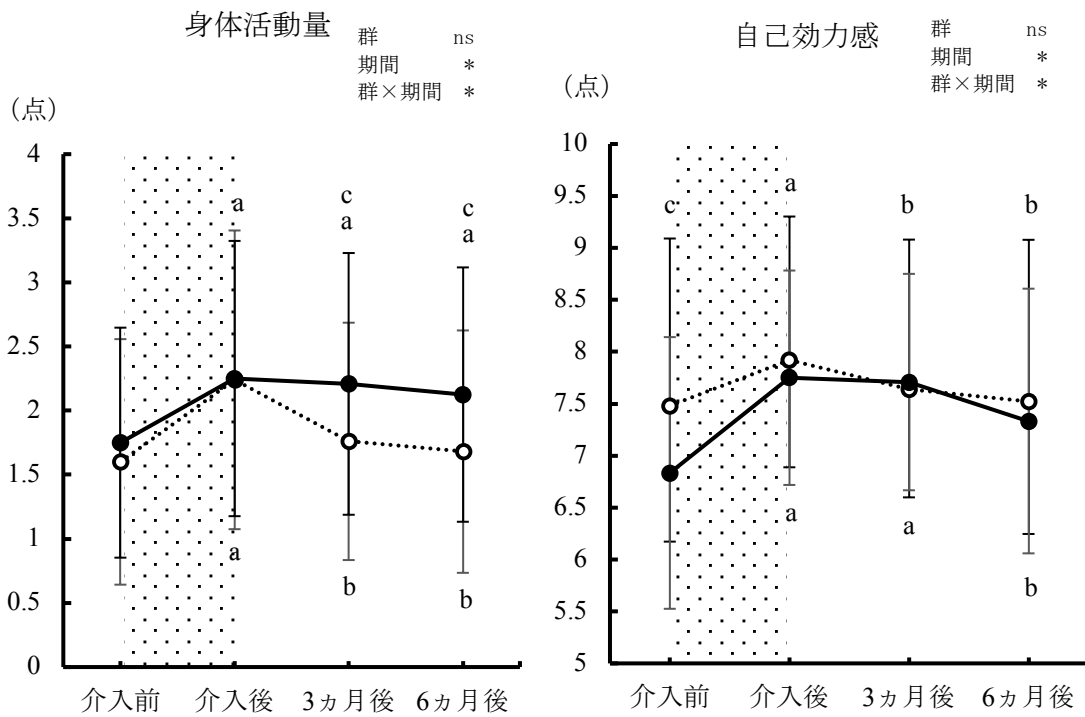 身体活動量
群 ns
期間 *
群×期間 *
(点)
4
3.5
3
2.5
2
1.5
1
0.5
0
a
c
a
c
a
a
b
b
介入前 介入後 3ヵ月後 6ヵ月後
自己効力感
群 ns
期間 *
群×期間 *
(点)
10
9.5
9
8.5
8
7.5
7
6.5
6
5.5
5
c
a
b
b
a
a
b
介入前 介入後 3ヵ月後 6ヵ月後